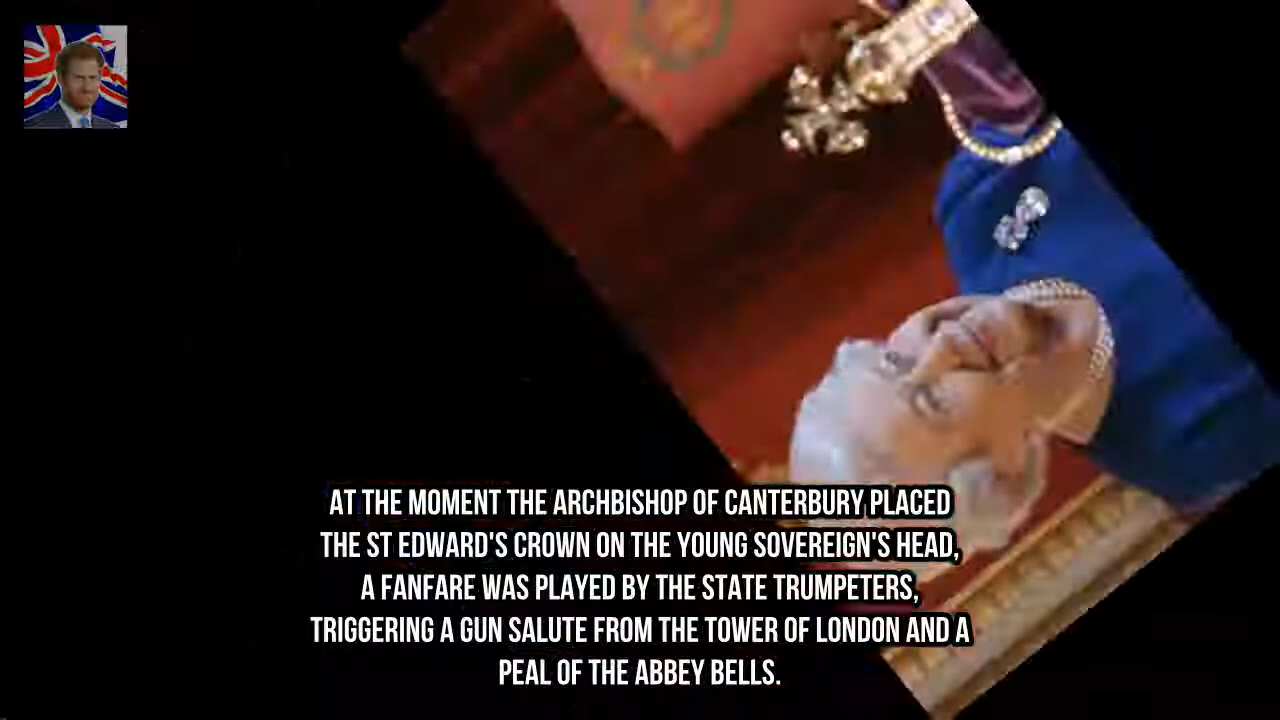 AT THE MOMENT THE ARCHBISHOP OF CANTERBURY PLACED
THE ST EDWARD'S CROWN ON THE YOUNG SOVEREIGN'S HEAD,
A FANFARE WAS PLAYED BY THE STATE TRUMPETERS,
TRIGGERING A GUN SALUTE FROM THE TOWER OF LONDON AND A
PEAL OF THE ABBEY BELLS.